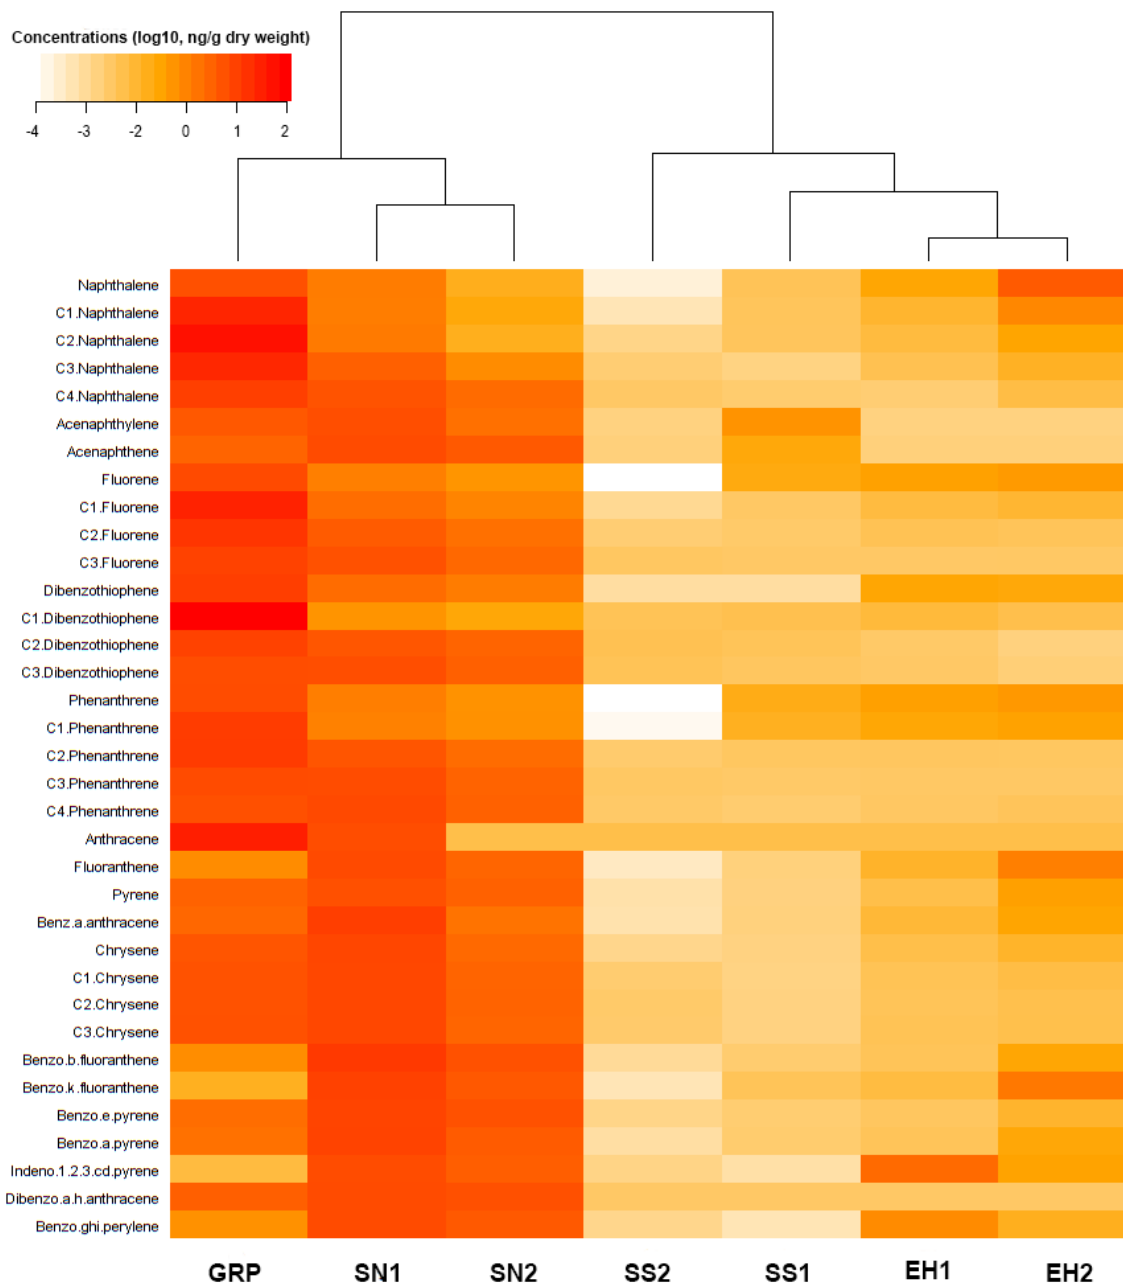 Concentrations (log10, ng/g dry weight)
-4 -3 -2 0 1 2
Naphthalene
C1.Naphthalene
C2.Naphthalene
C3.Naphthalene
C4.Naphthalene
Acenaphthylene
Acenaphthene
Fluorene
C1.Fluorene
C2.Fluorene
C3.Fluorene
Dibenzothiophene
C1.Dibenzothiophene
C2.Dibenzothiophene
C3.Dibenzothiophene
Phenanthrene
C1.Phenanthrene
C2.Phenanthrene
C3.Phenanthrene
C4.Phenanthrene
Anthracene
Fluoranthene
Pyrene
Benz.a.anthracene
Chrysene
C1.Chrysene
C2.Chrysene
C3.Chrysene
Benzo.b.fluoranthene
Benzo.k.fluoranthene
Benzo.e.pyrene
Benzo.a.pyrene
Indeno.1.2.3.cd.pyrene
Dibenzo.a.h.anthracene
Benzo.ghi.perylene
GRP SN1 SN2 SS2 SS1 EH1 EH2